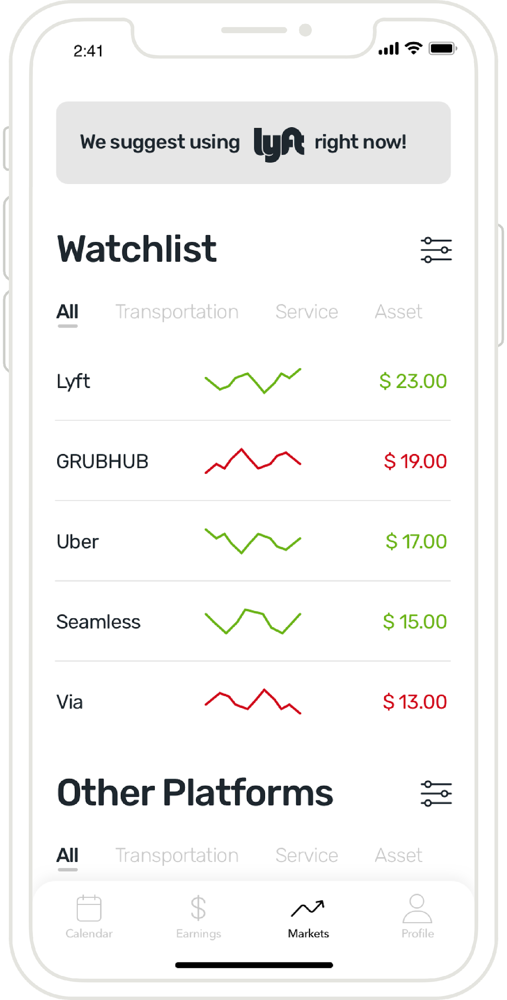 2:41
We suggest using lyft right now!
Watchlist
All Transportation Service Asset
Lyft $ 23.00
GRUBHUB $ 19.00
Uber $ 17.00
Seamless $ 15.00
Via $ 13.00
Other Platforms
All Transportation Service Asset
Calendar Earnings Markets Profile